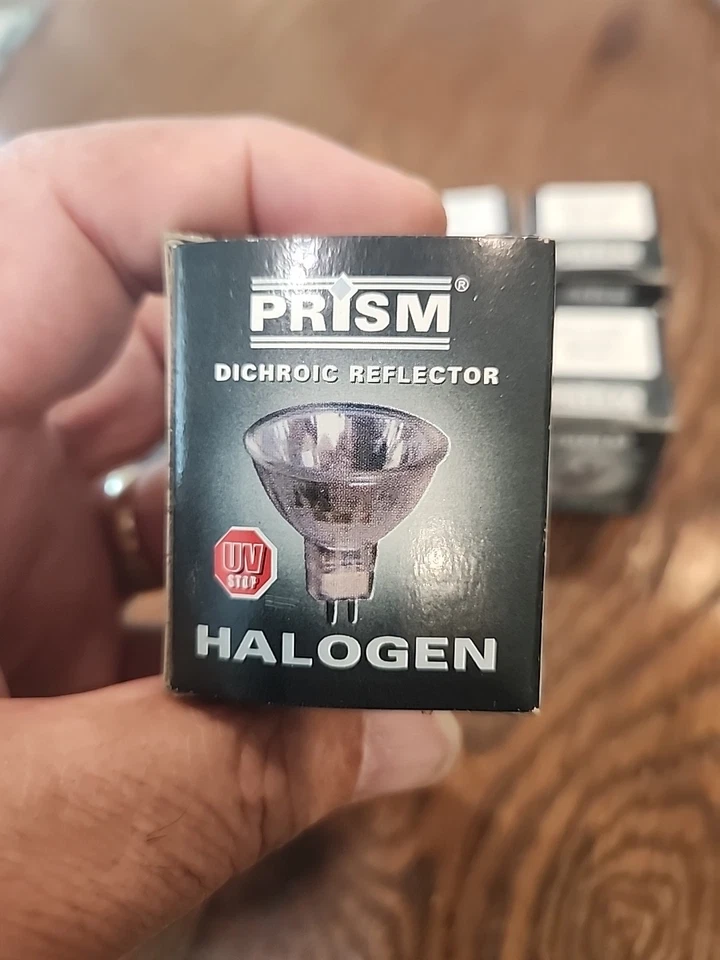 PRISM®
DICHROIC REFLECTOR
UV
STOP
HALOGEN